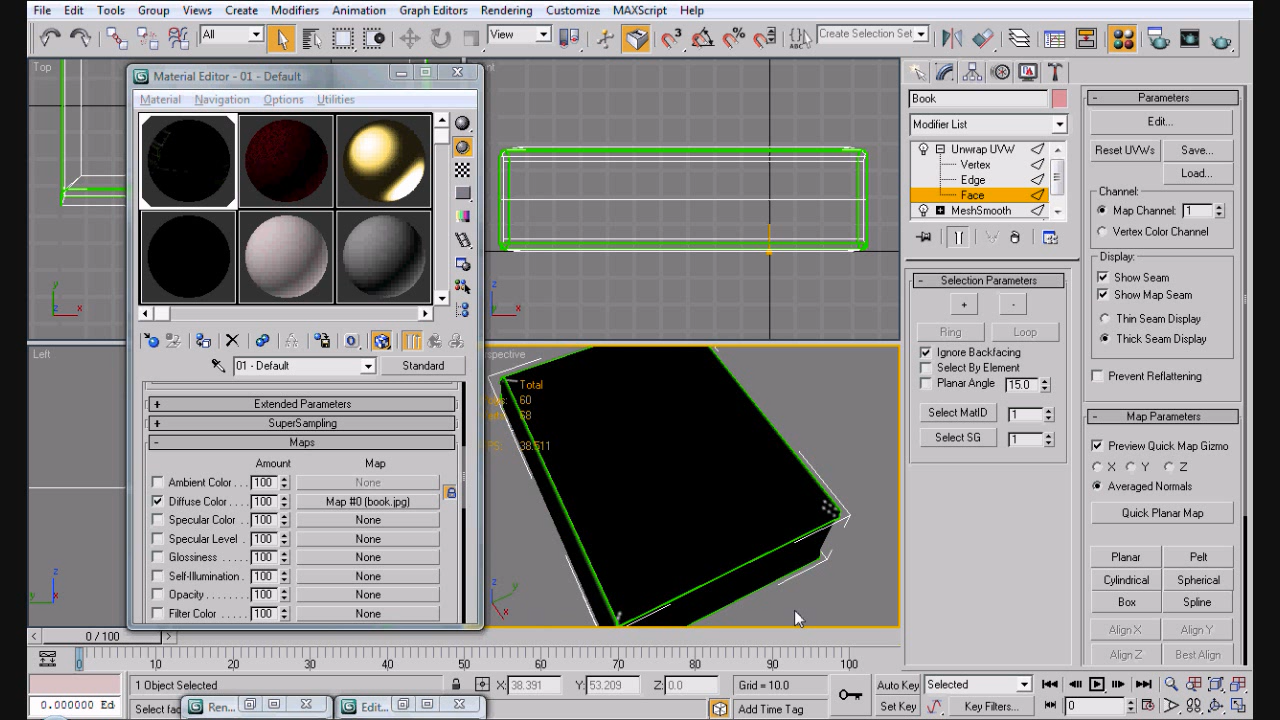 File Edit Tools Group Views Create Modifiers Animation Graph Editors Rendering Customize MAXScript Help
All View 3 % ABC Create Selection Set
Top
Material Editor - 01 - Default
Material Navigation Options Utilities
Book
Modifier List
Unwrap UVW
Vertex
Edge
Face
MeshSmooth
Parameters
Edit...
Reset UVWs Save...
Load...
Channel:
Map Channel: 1
Vertex Color Channel
Display:
Show Seam
Show Map Seam
Thin Seam Display
Thick Seam Display
Prevent Reflattening
Selection Parameters
+ -
Ring Loop
Ignore Backfacing
Select By Element
Planar Angle 15.0
Select MatID 1
Select SG 1
Map Parameters
Preview Quick Map Gizmo
X Y Z
Averaged Normals
Quick Planar Map
Planar Pelt
Cylindrical Spherical
Box Spline
Align X Align Y
Align Z Best Align
Left
spective
Total
60
68
38.511
01 - Default Standard
+ Extended Parameters
+ SuperSampling
- Maps
Amount Map
Ambient Color . . . 100 None
Diffuse Color . . . . 100 Map #0 (book.jpg)
Specular Color . . 100 None
Specular Level . . 100 None
Glossiness . . . . . 100 None
Self-Illumination . 100 None
Opacity . . . . . . . . 100 None
Filter Color . . . . . 100 None
0 / 100
0 10 20 30 40 50 60 70 80 90 100
1 Object Selected X: 38.391 Y: 53.209 Z: 0.0 Grid = 10.0 Auto Key Selected
0.000000 Ed Select fac Ren... Edit... Add Time Tag Set Key Key Filters... 0